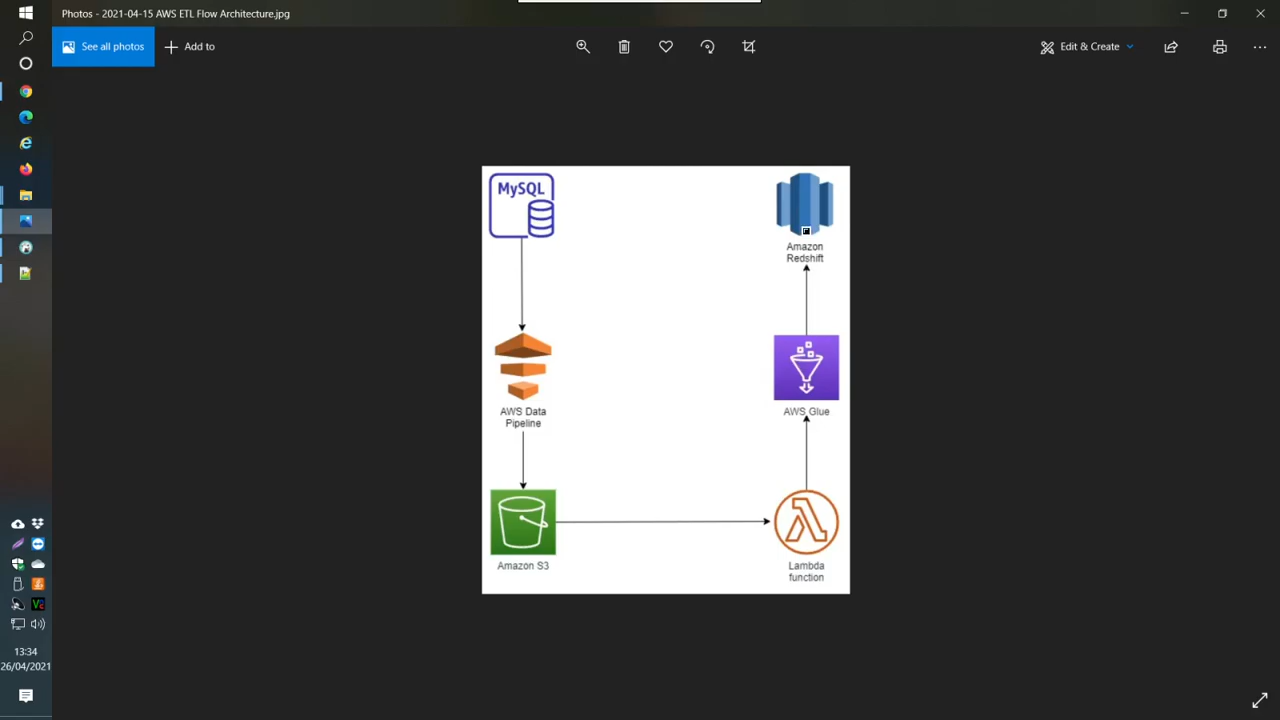 Photos - 2021-04-15 AWS ETL Flow Architecture.jpg
See all photos
Add to
Edit & Create
MySQL
Amazon
Redshift
AWS Data
Pipeline
AWS Glue
Amazon S3
Lambda
function
13:34
26/04/2021